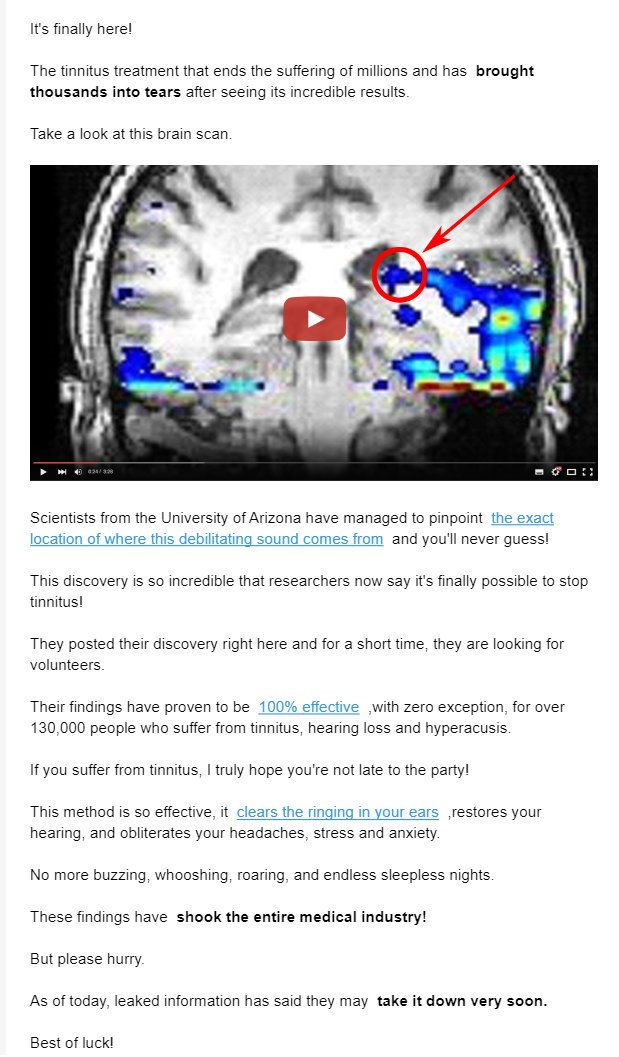 It's finally here!
The tinnitus treatment that ends the suffering of millions and has brought
thousands into tears after seeing its incredible results.
Take a look at this brain scan.
0:24 / 3:28
Scientists from the University of Arizona have managed to pinpoint the exact
location of where this debilitating sound comes from and you'll never guess!
This discovery is so incredible that researchers now say it's finally possible to stop
tinnitus!
They posted their discovery right here and for a short time, they are looking for
volunteers.
Their findings have proven to be 100% effective ,with zero exception, for over
130,000 people who suffer from tinnitus, hearing loss and hyperacusis.
If you suffer from tinnitus, I truly hope you're not late to the party!
This method is so effective, it clears the ringing in your ears ,restores your
hearing, and obliterates your headaches, stress and anxiety.
No more buzzing, whooshing, roaring, and endless sleepless nights.
These findings have shook the entire medical industry!
But please hurry.
As of today, leaked information has said they may take it down very soon.
Best of luck!